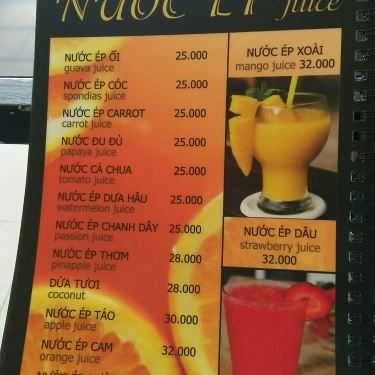 NƯỚC ÉP juice
NƯỚC ÉP ỔI 25.000
guava juice
NƯỚC ÉP CÓC 25.000
spondias juice
NƯỚC ÉP CARROT 25.000
carrot juice
NƯỚC ĐU ĐỦ 25.000
papaya juice
NƯỚC CÀ CHUA 25.000
tomato juice
NƯỚC ÉP DƯA HẤU 25.000
watermelon juice
NƯỚC ÉP CHANH DÂY 25.000
passion juice
NƯỚC ÉP THƠM 28.000
pinapple juice
DỪA TƯƠI 28.000
coconut
NƯỚC ÉP TÁO 30.000
apple juice
NƯỚC ÉP CAM 32.000
orange juice
NƯỚC ÉP XOÀI
mango juice 32.000
NƯỚC ÉP DÂU
strawberry juice
32.000